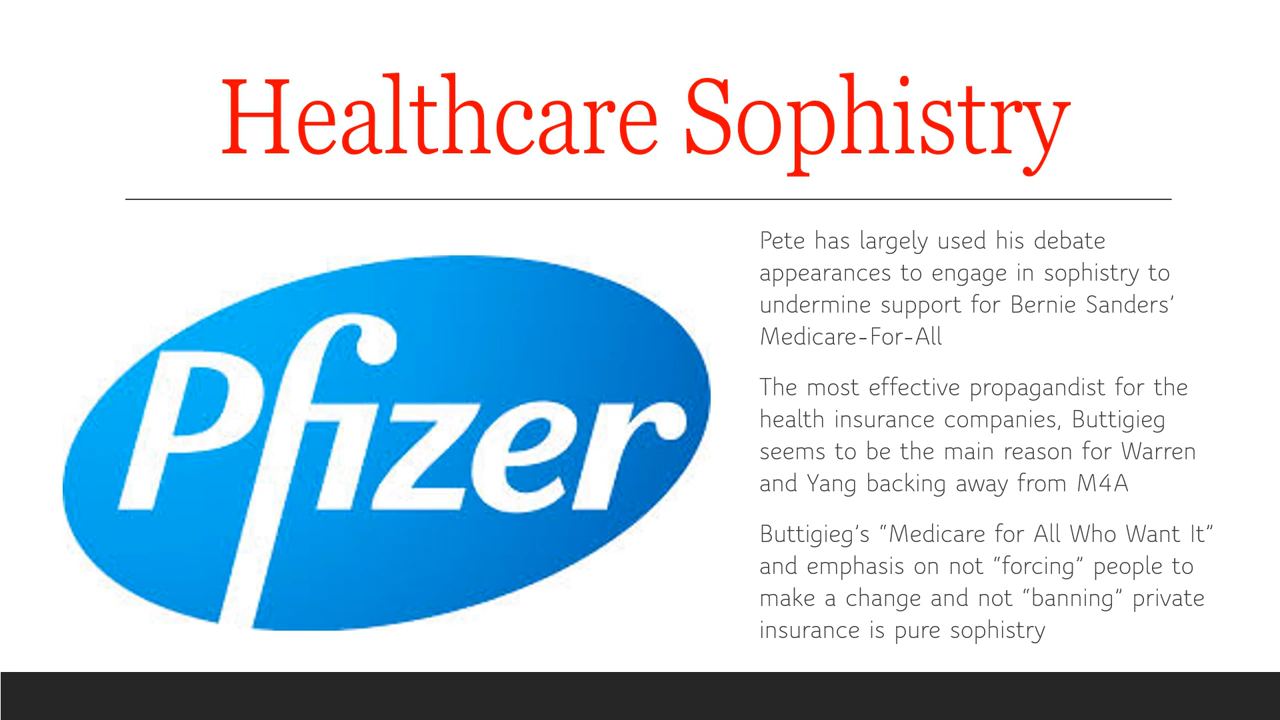 Healthcare Sophistry
Pfizer
Pete has largely used his debate
appearances to engage in sophistry to
undermine support for Bernie Sanders’
Medicare-For-All
The most effective propagandist for the
health insurance companies, Buttigieg
seems to be the main reason for Warren
and Yang backing away from M4A
Buttigieg’s “Medicare for All Who Want It”
and emphasis on not “forcing” people to
make a change and not “banning” private
insurance is pure sophistry